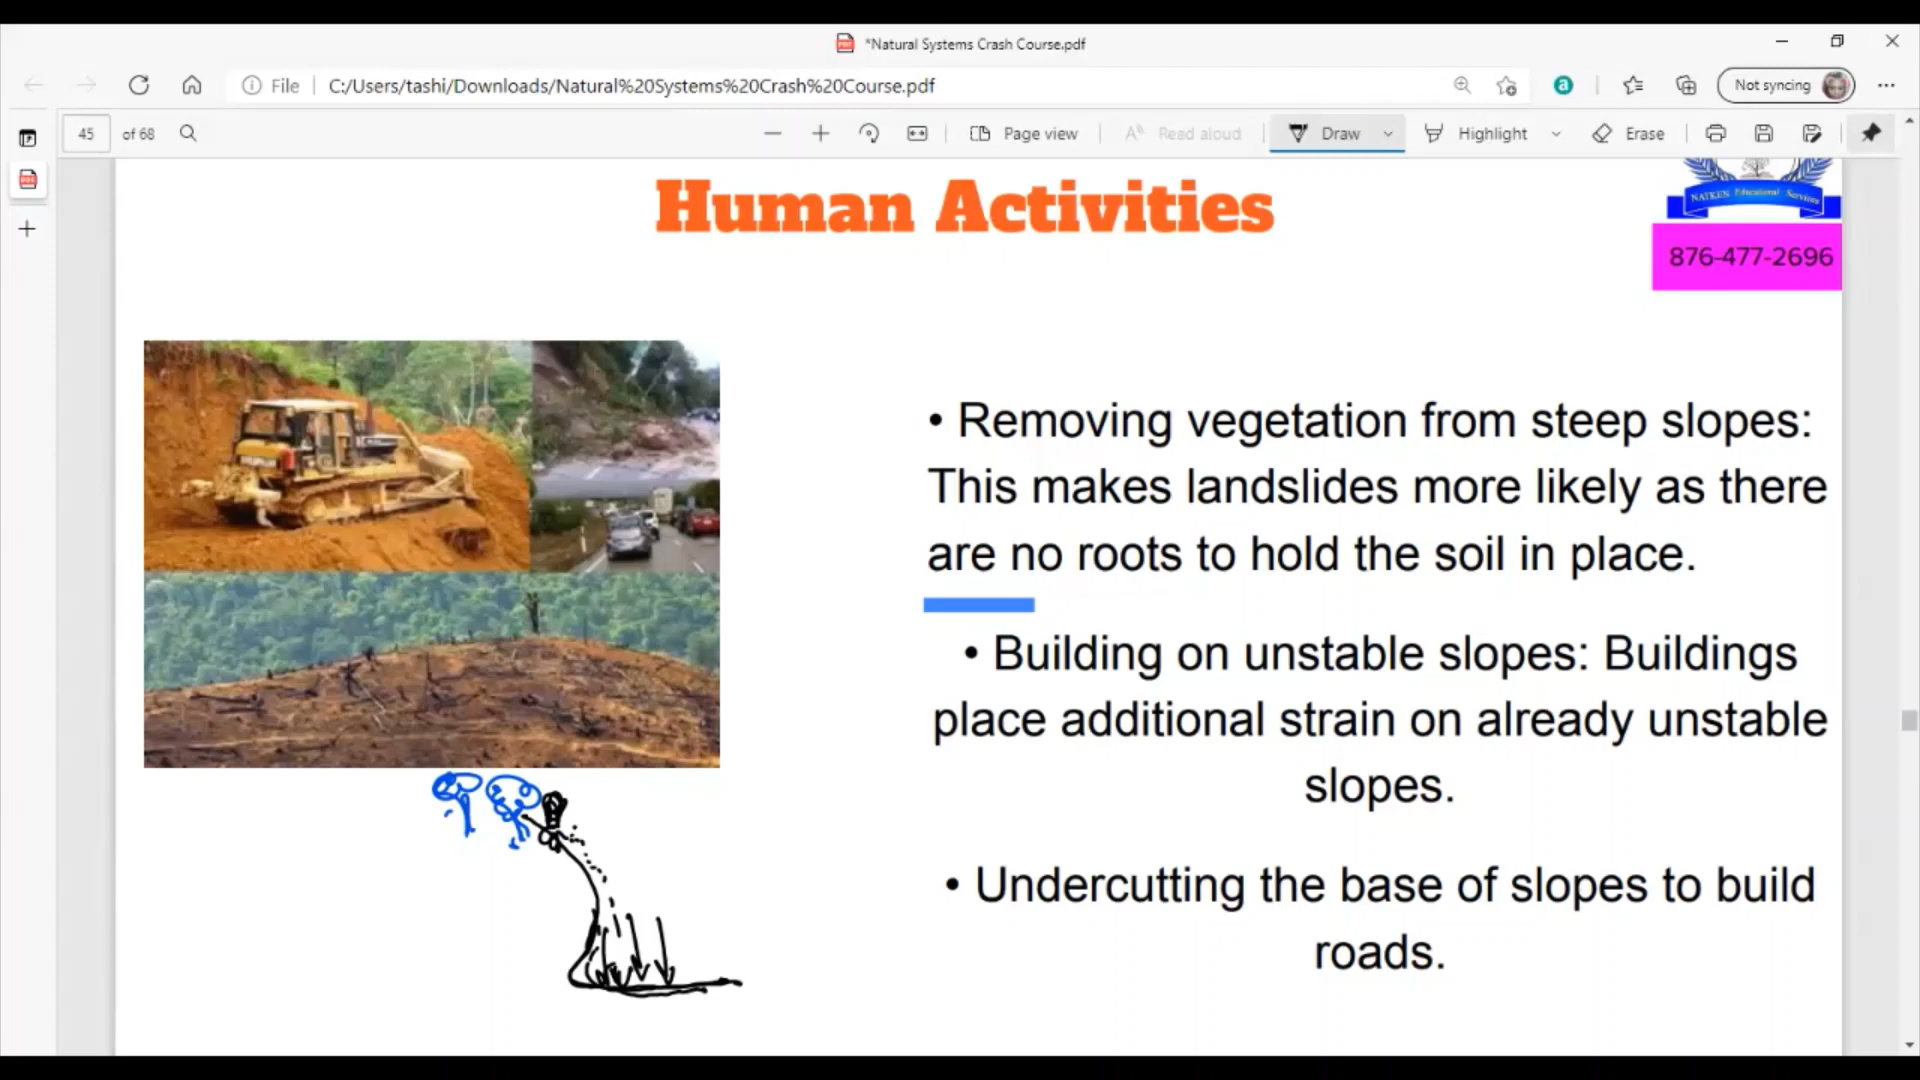 *Natural Systems Crash Course.pdf
File
C:/Users/tashi/Downloads/Natural%20Systems%20Crash%20Course.pdf
a
Not syncing
45 of 68
Page view
Read aloud
Draw
Highlight
Erase
Human Activities
NATKEN Educational Services
876-477-2696
• Removing vegetation from steep slopes:
This makes landslides more likely as there
are no roots to hold the soil in place.
• Building on unstable slopes: Buildings
place additional strain on already unstable
slopes.
• Undercutting the base of slopes to build
roads.